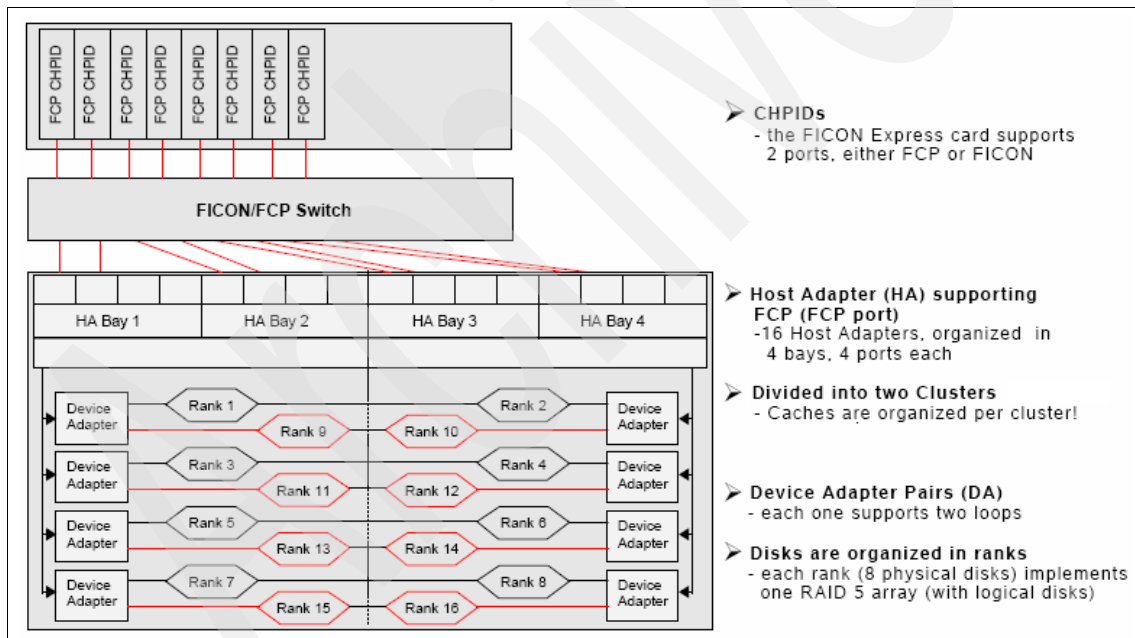 FCP CHPID
FCP CHPID
FCP CHPID
FCP CHPID
FCP CHPID
FCP CHPID
FCP CHPID
FCP CHPID
➢ CHPIDs
- the FICON Express card supports
2 ports, either FCP or FICON
FICON/FCP Switch
HA Bay 1
HA Bay 2
HA Bay 3
HA Bay 4
➢ Host Adapter (HA) supporting
FCP (FCP port)
-16 Host Adapters, organized in
4 bays, 4 ports each
➢ Divided into two Clusters
- Caches are organized per cluster!
Device
Adapter
Rank 1
Rank 2
Device
Adapter
Rank 9
Rank 10
Device
Adapter
Rank 3
Rank 4
Device
Adapter
Rank 11
Rank 12
Device
Adapter
Rank 5
Rank 6
Device
Adapter
Rank 13
Rank 14
Device
Adapter
Rank 7
Rank 8
Device
Adapter
Rank 15
Rank 16
➢ Device Adapter Pairs (DA)
- each one supports two loops
➢ Disks are organized in ranks
- each rank (8 physical disks) implements
one RAID 5 array (with logical disks)